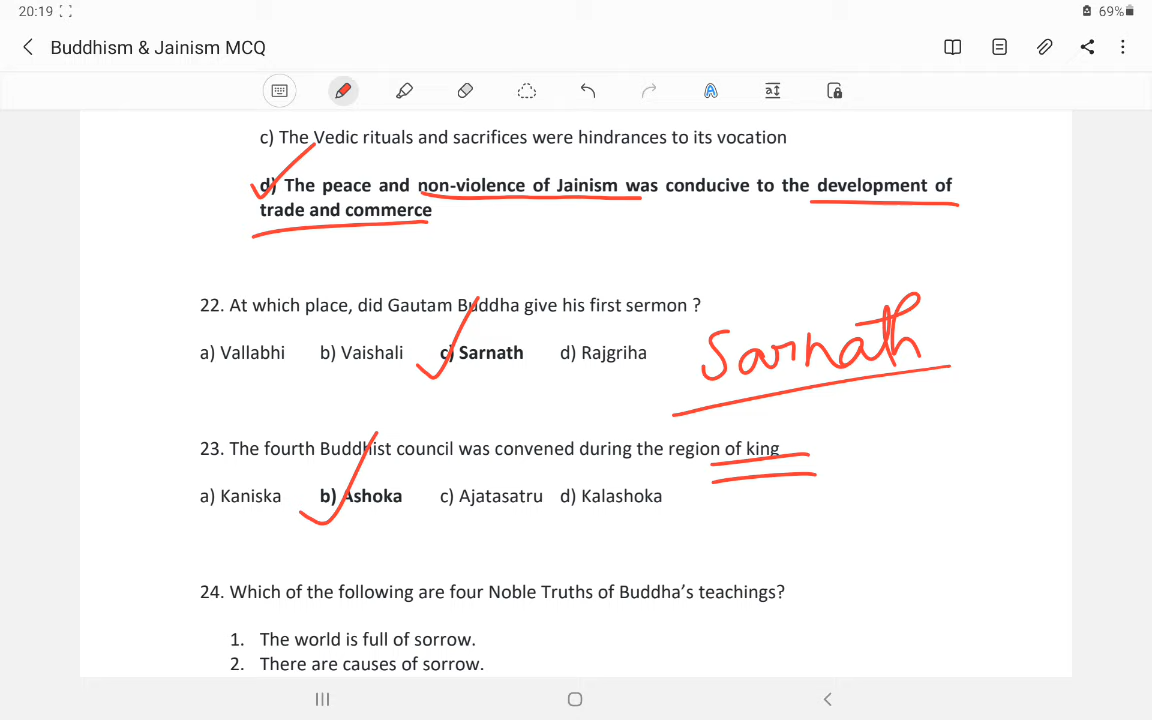 20:19
69%
Buddhism & Jainism MCQ
c) The Vedic rituals and sacrifices were hindrances to its vocation
d) The peace and non-violence of Jainism was conducive to the development of
trade and commerce
22. At which place, did Gautam Buddha give his first sermon ?
a) Vallabhi b) Vaishali c) Sarnath d) Rajgriha
Sarnath
23. The fourth Buddhist council was convened during the region of king
a) Kaniska b) Ashoka c) Ajatasatru d) Kalashoka
24. Which of the following are four Noble Truths of Buddha's teachings?
1. The world is full of sorrow.
2. There are causes of sorrow.